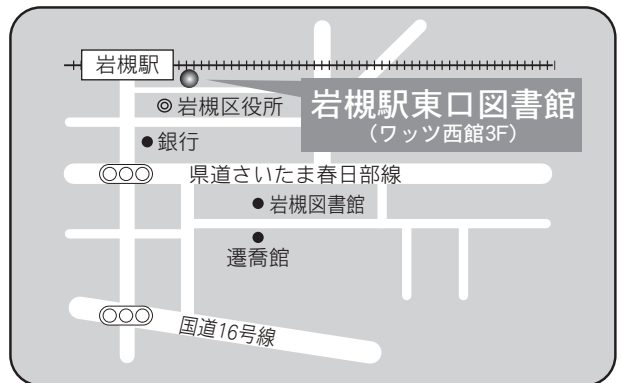 岩槻駅
◎岩槻区役所
岩槻駅東口図書館
（ワッツ西館3F）
●銀行
県道さいたま春日部線
●岩槻図書館
●
遷喬館
国道16号線